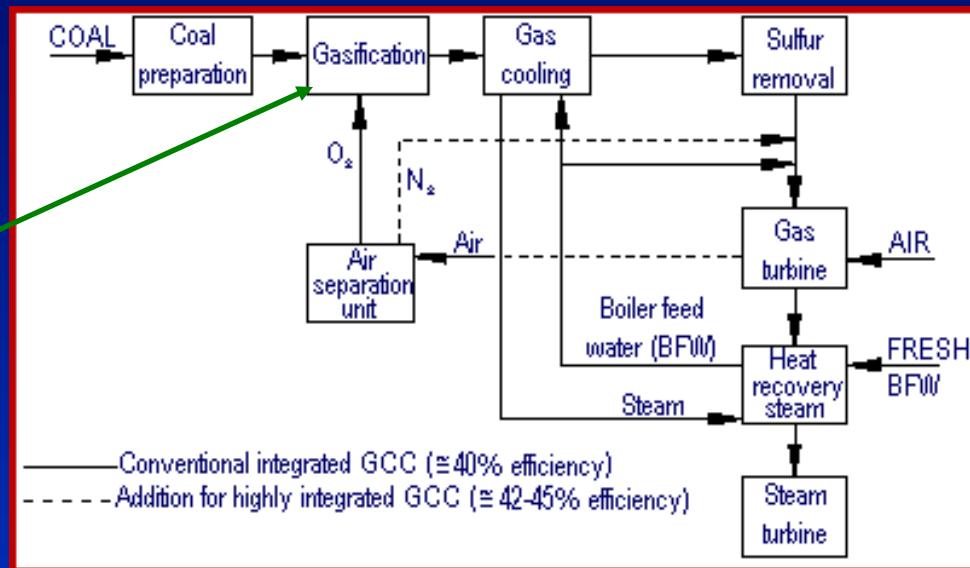 COAL
Coal
preparation
Gasification
Gas
cooling
Sulfur
removal
O₂
N₂
Air
separation
unit
Air
Gas
turbine
AIR
Boiler feed
water (BFW)
Heat
recovery
steam
FRESH
BFW
Steam
Steam
turbine
Conventional integrated GCC (≅40% efficiency)
Addition for highly integrated GCC (≅ 42-45% efficiency)